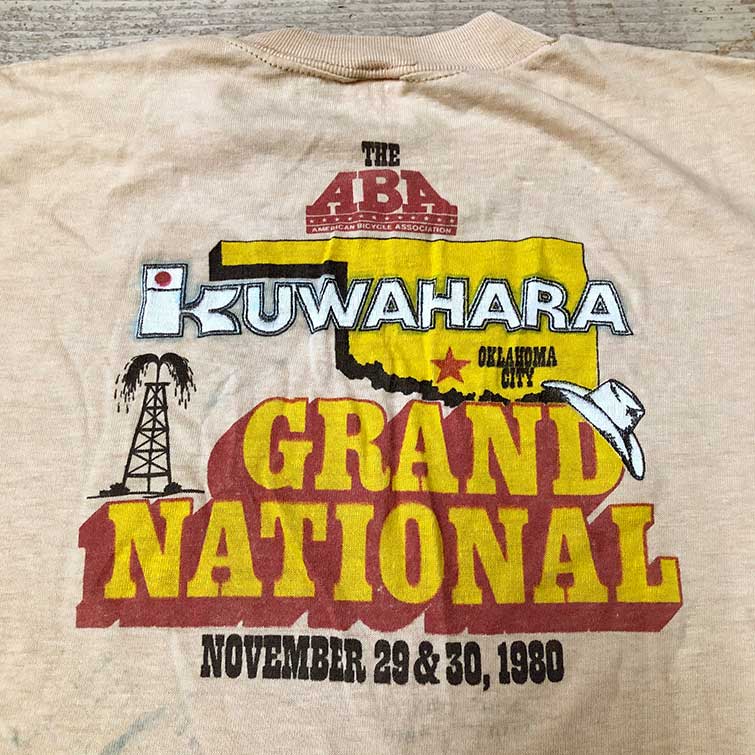 THE
ABA
AMERICAN BICYCLE ASSOCIATION
KUWAHARA
OKLAHOMA
CITY
GRAND
NATIONAL
NOVEMBER 29 & 30, 1980